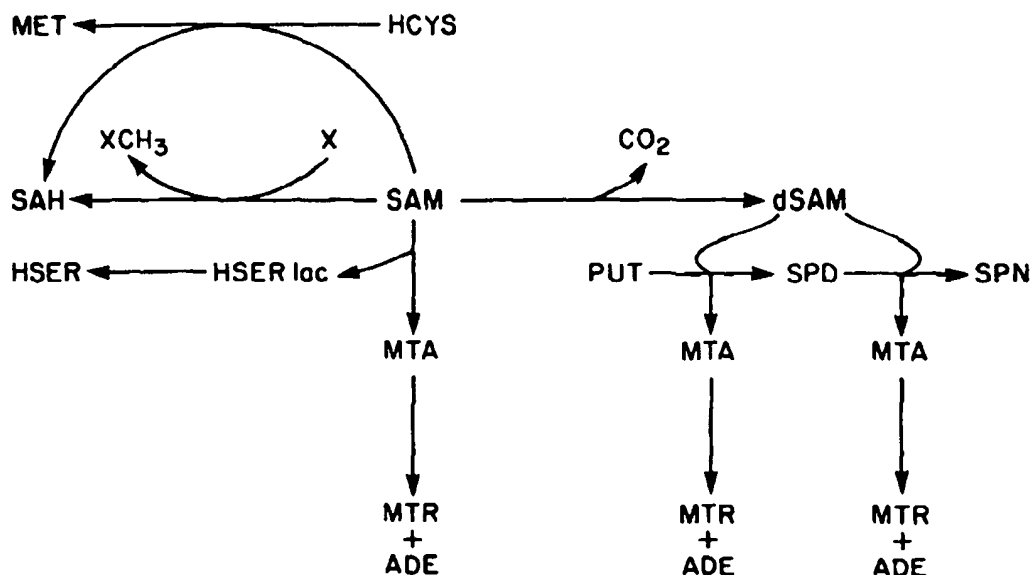 MET HCYS
XCH3 X CO2
SAH SAM dSAM
HSER HSER lac PUT SPD SPN
MTA MTA MTA
MTR MTR MTR
+ + +
ADE ADE ADE